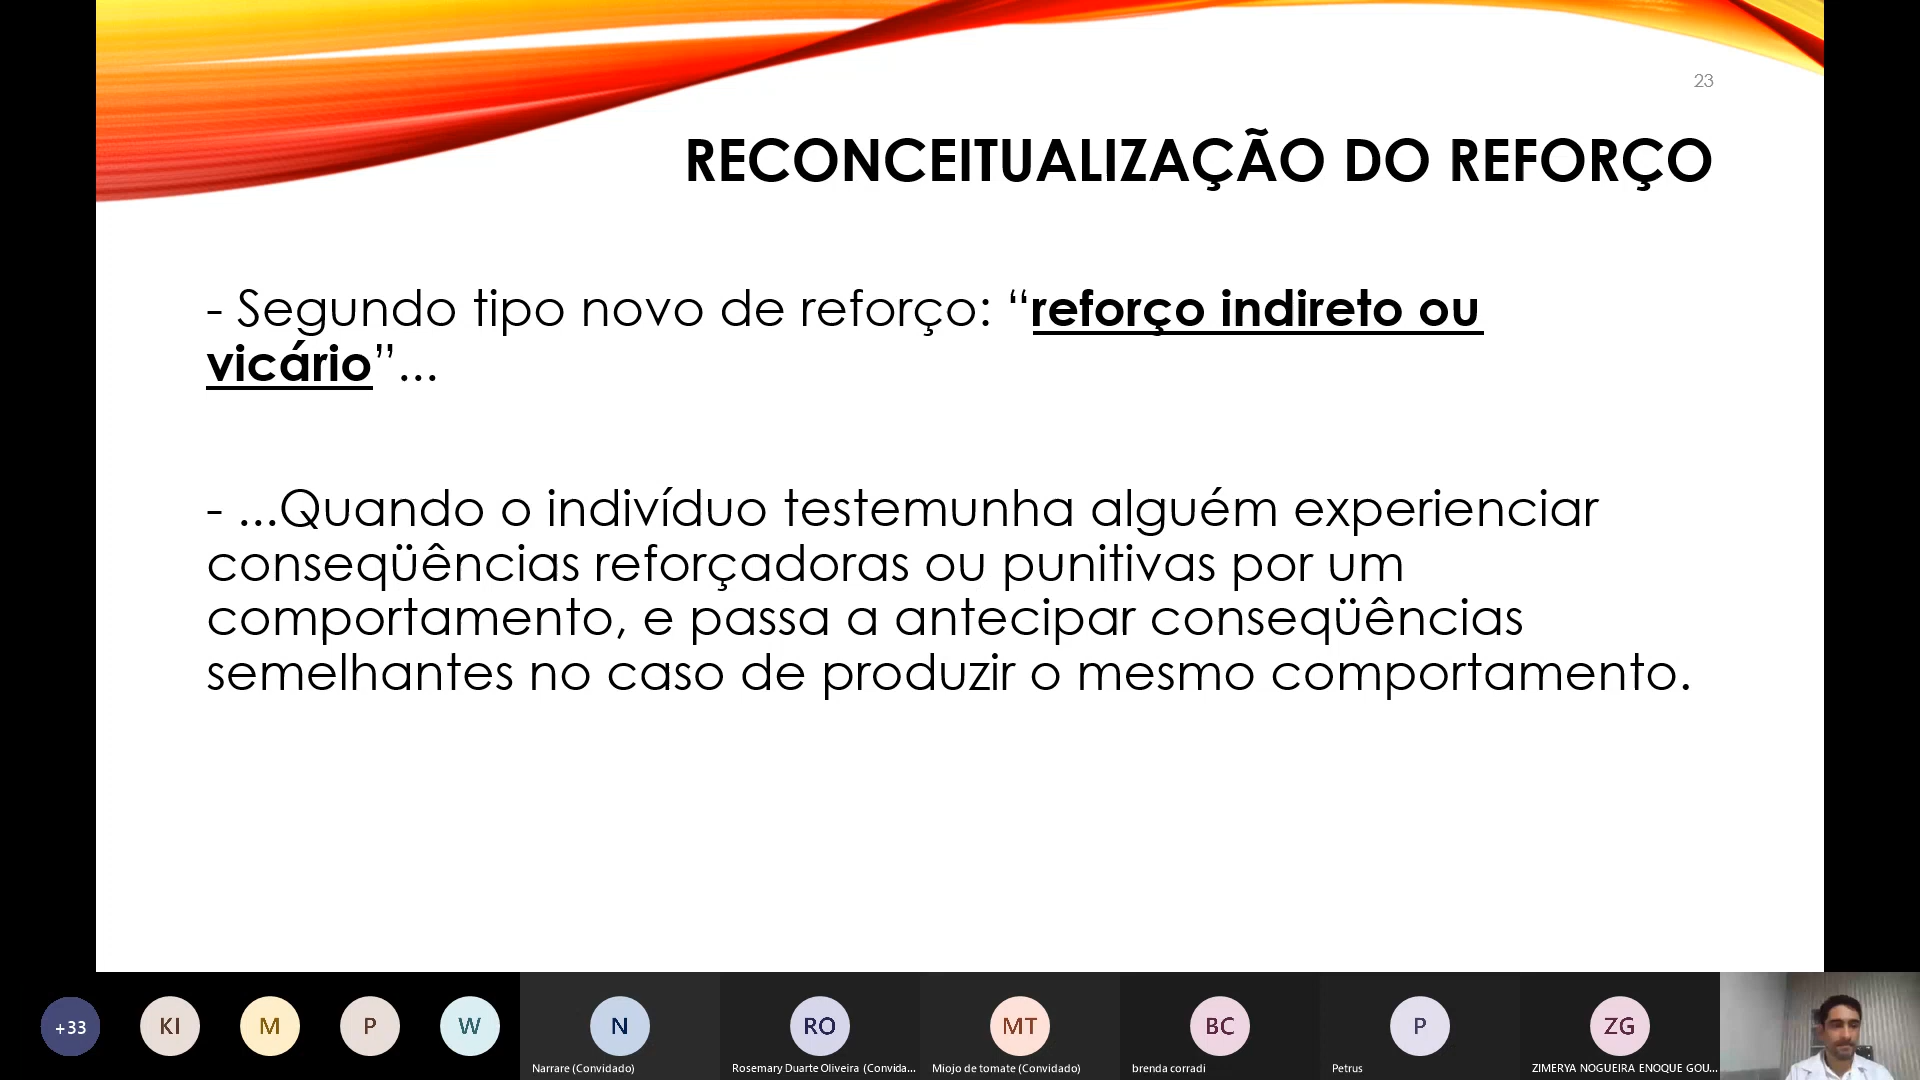 23
RECONCEITUALIZAÇÃO DO REFORÇO
- Segundo tipo novo de reforço: “reforço indireto ou
vicário”...
- ...Quando o indivíduo testemunha alguém experienciar
conseqüências reforçadoras ou punitivas por um
comportamento, e passa a antecipar conseqüências
semelhantes no caso de produzir o mesmo comportamento.
+33 KI M P W N RO MT BC P ZG
Narrare (Convidado) Rosemary Duarte Oliveira (Convida... Miojo de tomate (Convidado) brenda corradi Petrus ZIMERYA NOGUEIRA ENOQUE GOU...